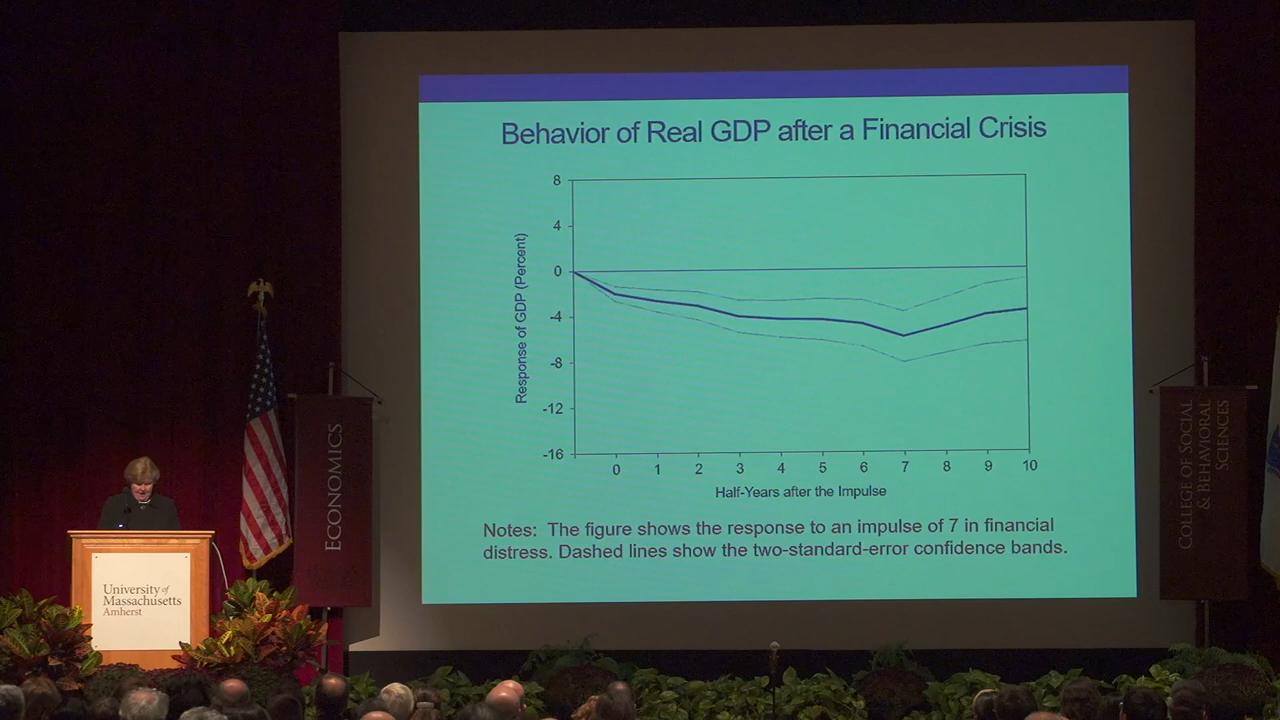 Behavior of Real GDP after a Financial Crisis
8
4
0
-4
-8
-12
-16
Response of GDP (Percent)
0 1 2 3 4 5 6 7 8 9 10
Half-Years after the Impulse
Notes: The figure shows the response to an impulse of 7 in financial
distress. Dashed lines show the two-standard-error confidence bands.
ECONOMICS
COLLEGE OF SOCIAL
& BEHAVIORAL
SCIENCES
University of
Massachusetts
Amherst